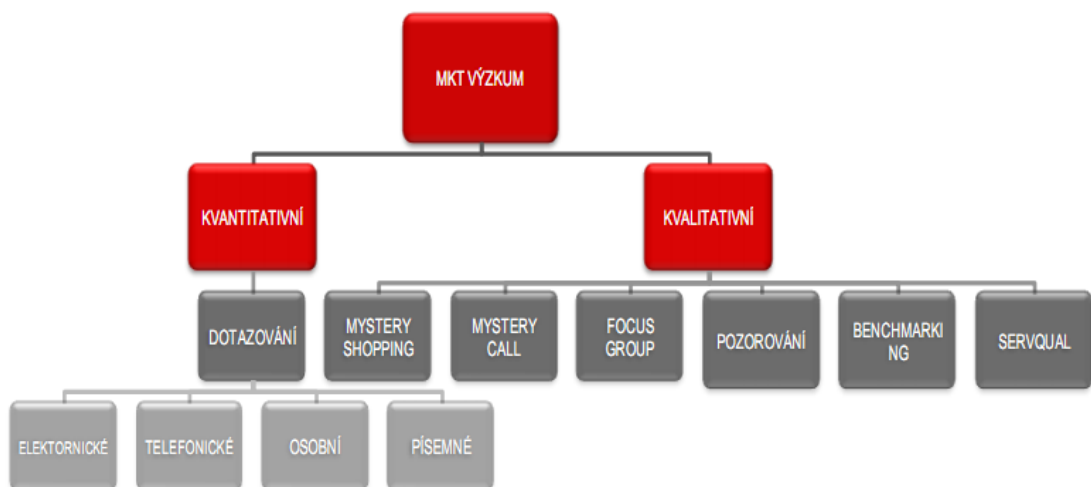 MKT VÝZKUM
KVANTITATIVNÍ
KVALITATIVNÍ
DOTAZOVÁNÍ
MYSTERY
SHOPPING
MYSTERY
CALL
FOCUS
GROUP
POZOROVÁNÍ
BENCHMARKI
NG
SERVQUAL
ELEKTORNICKÉ
TELEFONICKÉ
OSOBNÍ
PÍSEMNÉ